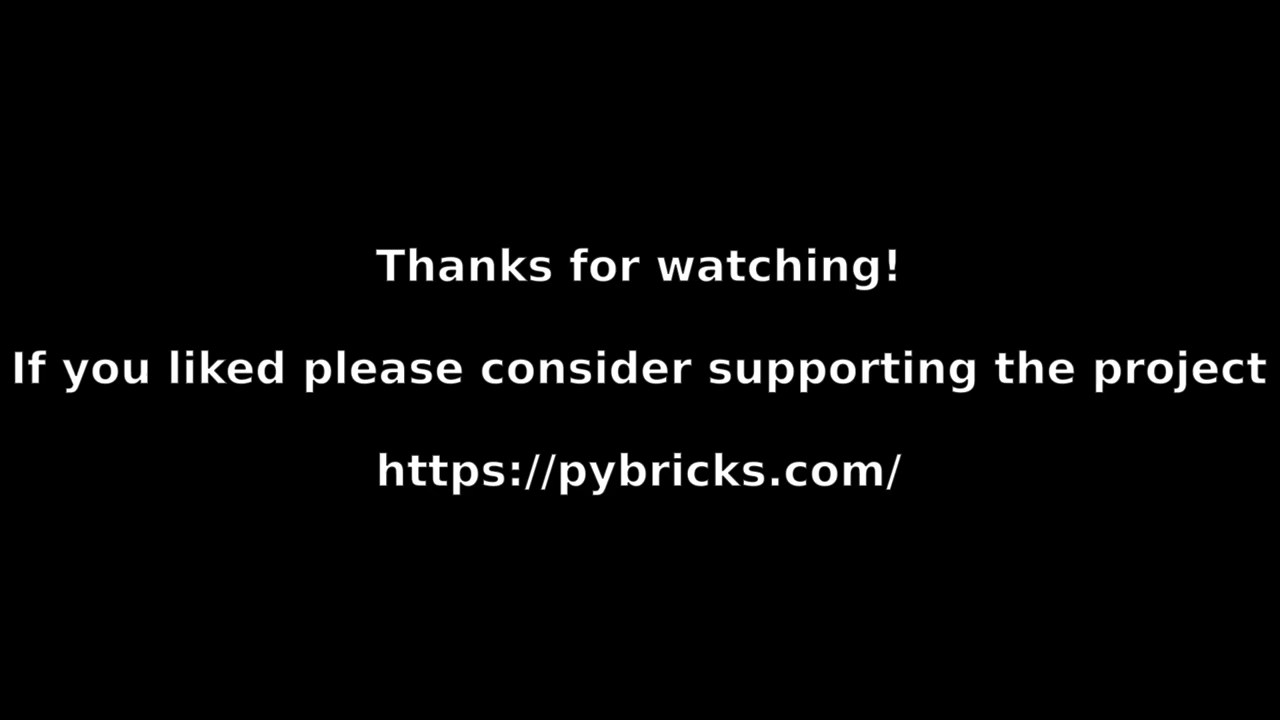 Thanks for watching!
If you liked please consider supporting the project
https://pybricks.com/